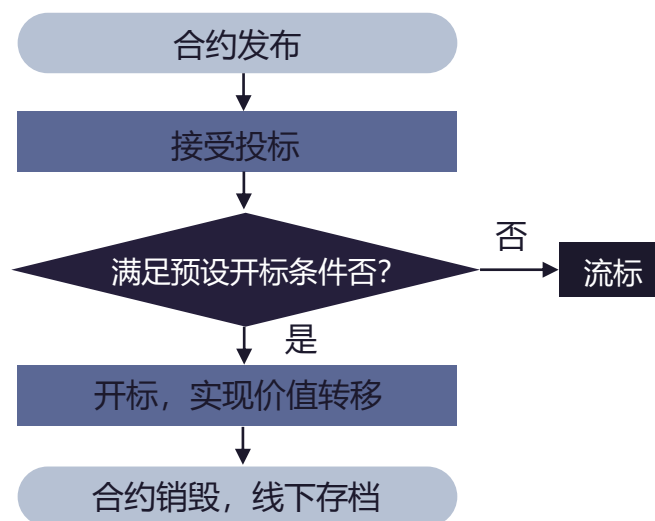 合约发布
接受投标
满足预设开标条件否？
否
流标
是
开标，实现价值转移
合约销毁，线下存档